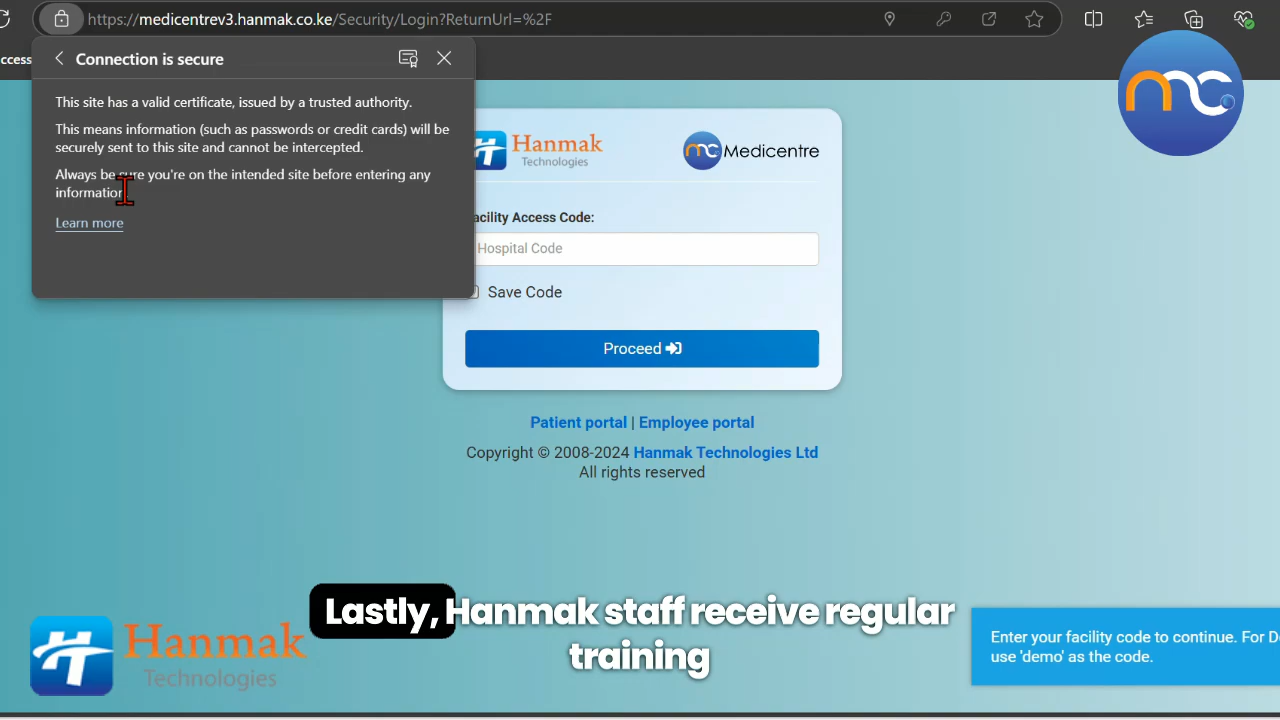 https://medicentrev3.hanmak.co.ke/Security/Login?ReturnUrl=%2F
ccess
Connection is secure
This site has a valid certificate, issued by a trusted authority.
This means information (such as passwords or credit cards) will be
securely sent to this site and cannot be intercepted.
Always be sure you're on the intended site before entering any
information.
Learn more
mc
Hanmak
Technologies
mc Medicentre
acility Access Code:
Hospital Code
Save Code
Proceed
Patient portal | Employee portal
Copyright © 2008-2024 Hanmak Technologies Ltd
All rights reserved
Lastly, Hanmak staff receive regular
training
Hanmak
Technologies
Enter your facility code to continue. For De
use 'demo' as the code.